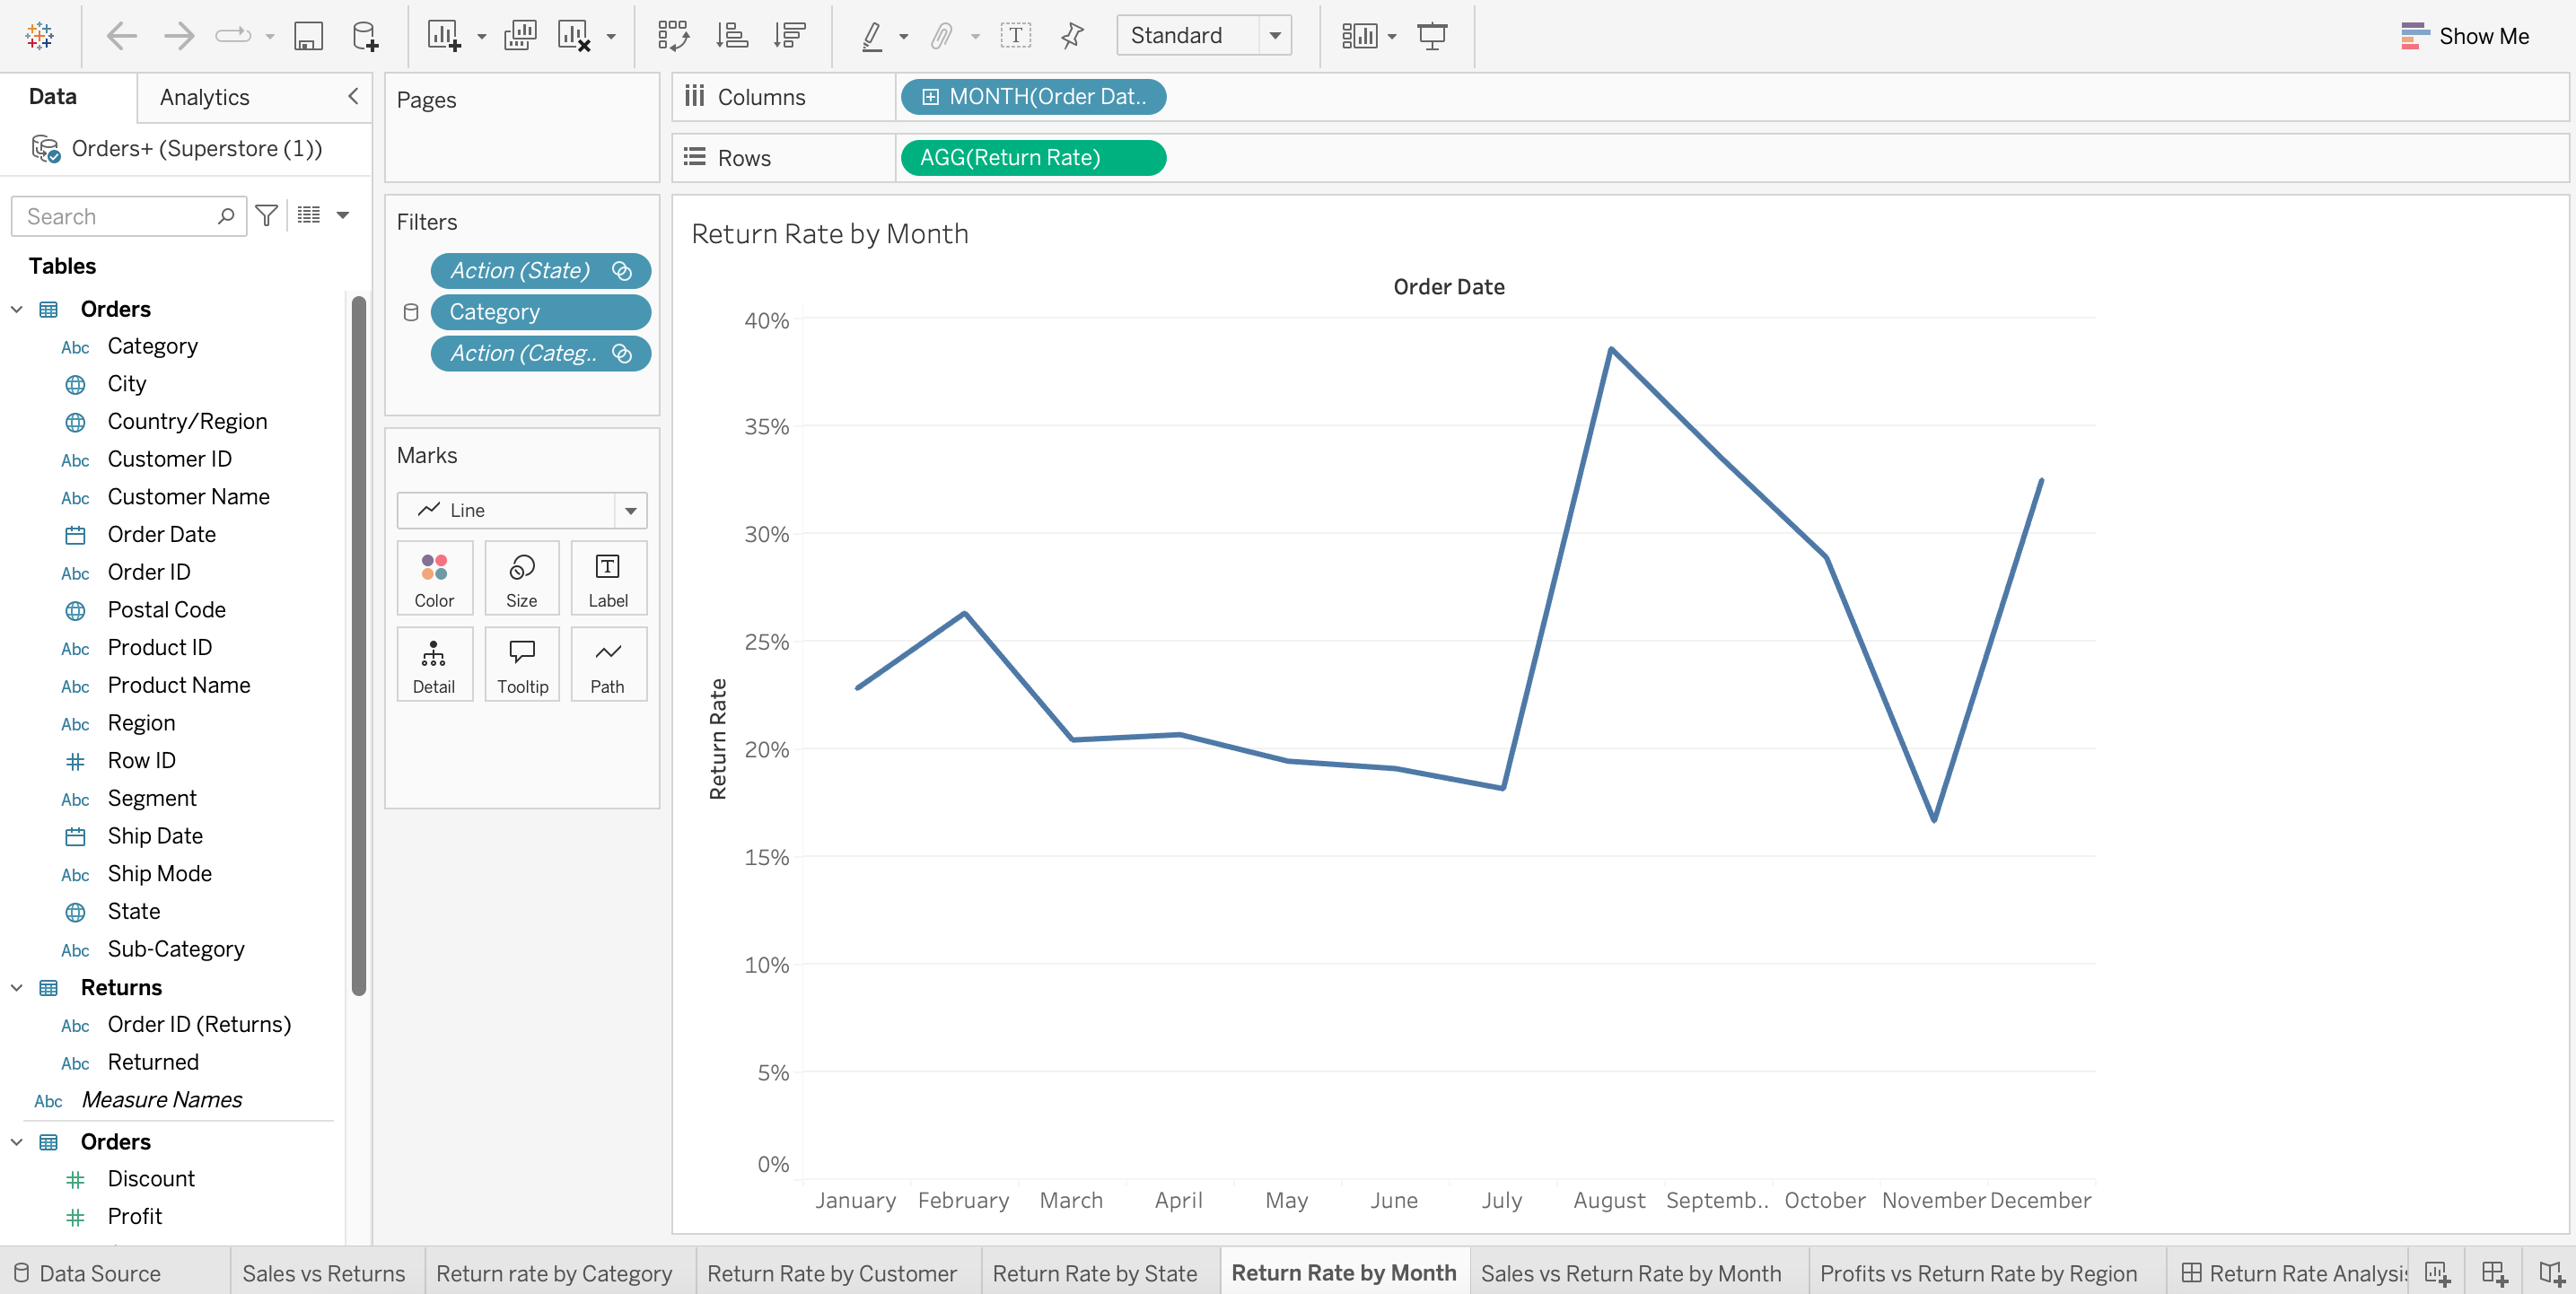 Standard
Show Me
Data
Analytics
Orders+ (Superstore (1))
Search
Tables
Orders
Abc Category
City
Country/Region
Abc Customer ID
Abc Customer Name
Order Date
Abc Order ID
Postal Code
Abc Product ID
Abc Product Name
Abc Region
Row ID
Abc Segment
Ship Date
Abc Ship Mode
State
Abc Sub-Category
Returns
Abc Order ID (Returns)
Abc Returned
Abc Measure Names
Orders
Discount
Profit
Pages
Filters
Action (State)
Category
Action (Categ..
Marks
Line
Color
Size
T
Label
Detail
Tooltip
Path
Columns
MONTH(Order Dat..
Rows
AGG(Return Rate)
Return Rate by Month
Order Date
Return Rate
40%
35%
30%
25%
20%
15%
10%
5%
0%
January February March April May June July August Septemb.. October November December
Data Source
Sales vs Returns
Return rate by Category
Return Rate by Customer
Return Rate by State
Return Rate by Month
Sales vs Return Rate by Month
Profits vs Return Rate by Region
Return Rate Analysis